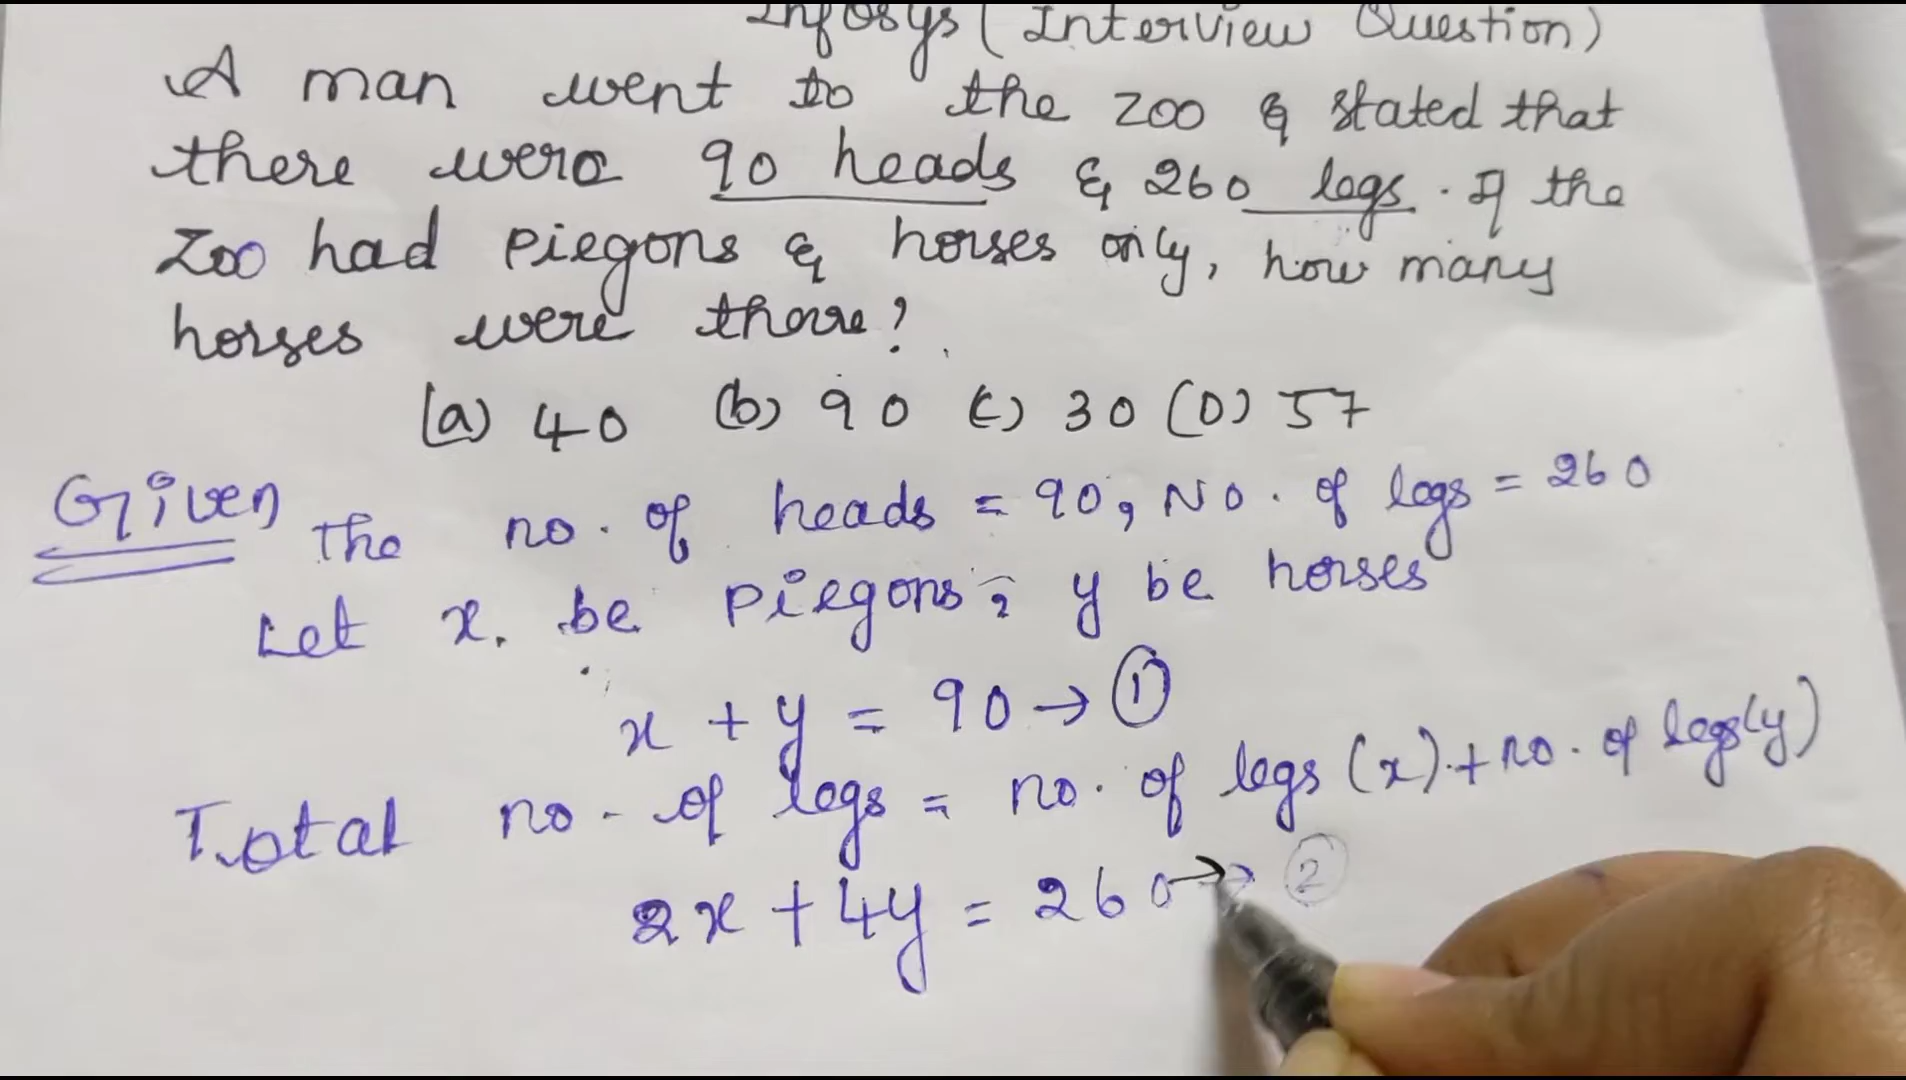 Infosys (Interview Question)
A man went to the zoo & stated that
there were 90 heads & 260 legs. If the
Zoo had Piegons & horses only, how many
horses were there?
(a) 40 (b) 90 (c) 30 (D) 57
Given The no. of heads = 90, No. of legs = 260
Let x. be Piegons, y be horses
x + y = 90 → ①
Total no. of legs = no. of legs (x) + no. of legs (y)
2x + 4y = 260 → ②